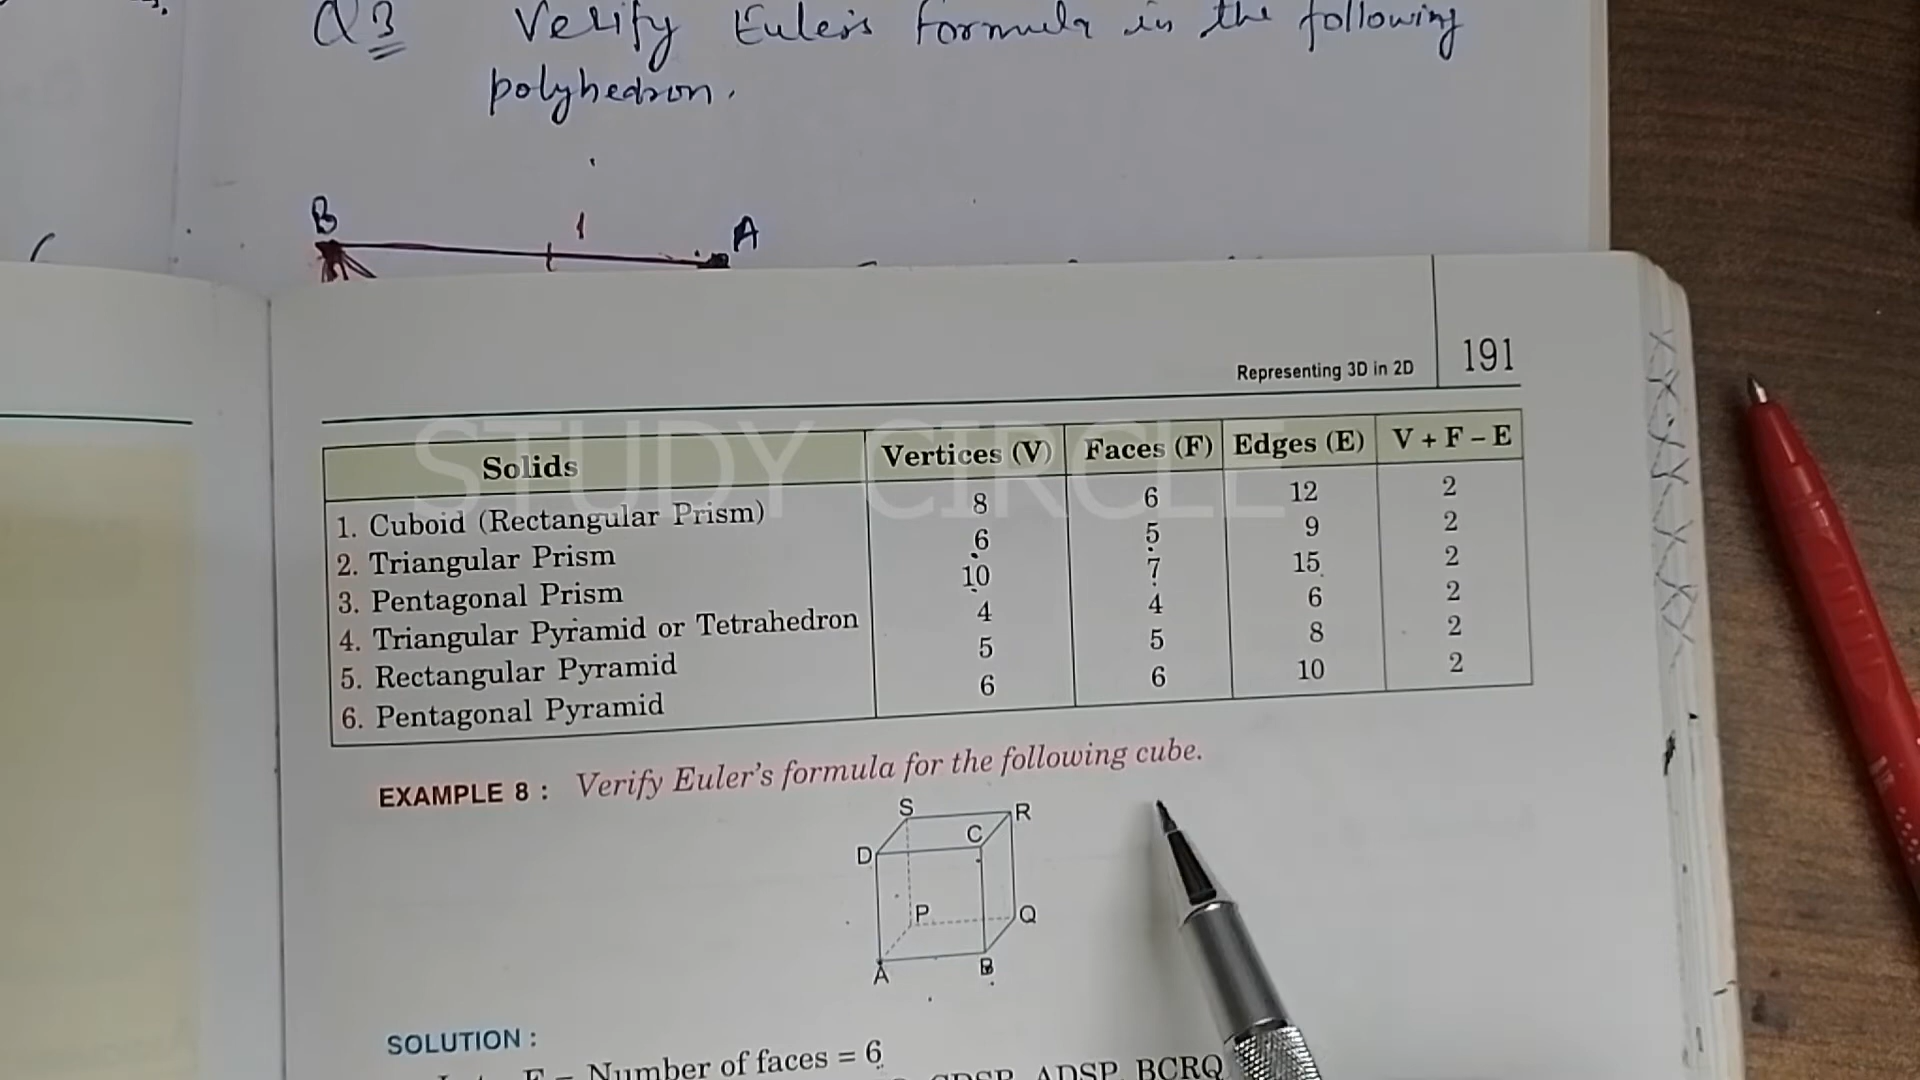 Q3 Verify Euler's formula in the following
polyhedron.
B 1 A
Representing 3D in 2D 191
STUDY CIRCLE
Solids Vertices (V) Faces (F) Edges (E) V + F – E
1. Cuboid (Rectangular Prism) 8 6 12 2
2. Triangular Prism 6 5 9 2
3. Pentagonal Prism 10 7 15 2
4. Triangular Pyramid or Tetrahedron 4 4 6 2
5. Rectangular Pyramid 5 5 8 2
6. Pentagonal Pyramid 6 6 10 2
EXAMPLE 8 : Verify Euler's formula for the following cube.
S R
D C
P Q
A B
SOLUTION :
F = Number of faces = 6
ADSP, BCRQ